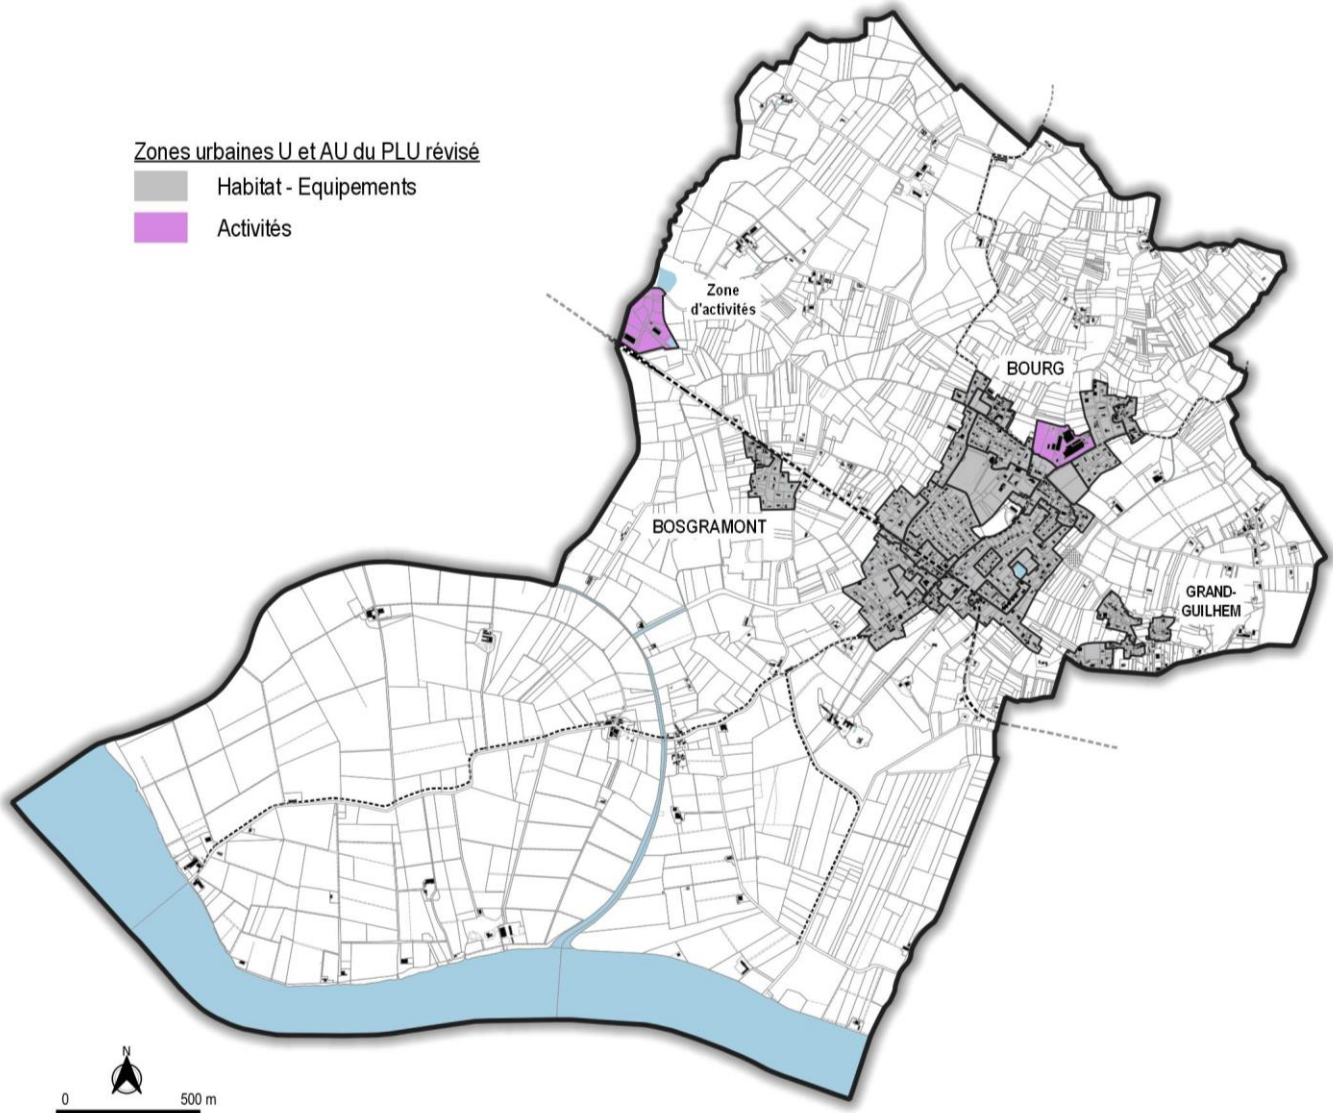 Zones urbaines U et AU du PLU révisé
Habitat - Equipements
Activités
Zone
d'activités
BOURG
BOSGRAMONT
GRAND-
GUILHEM
N
0 500 m